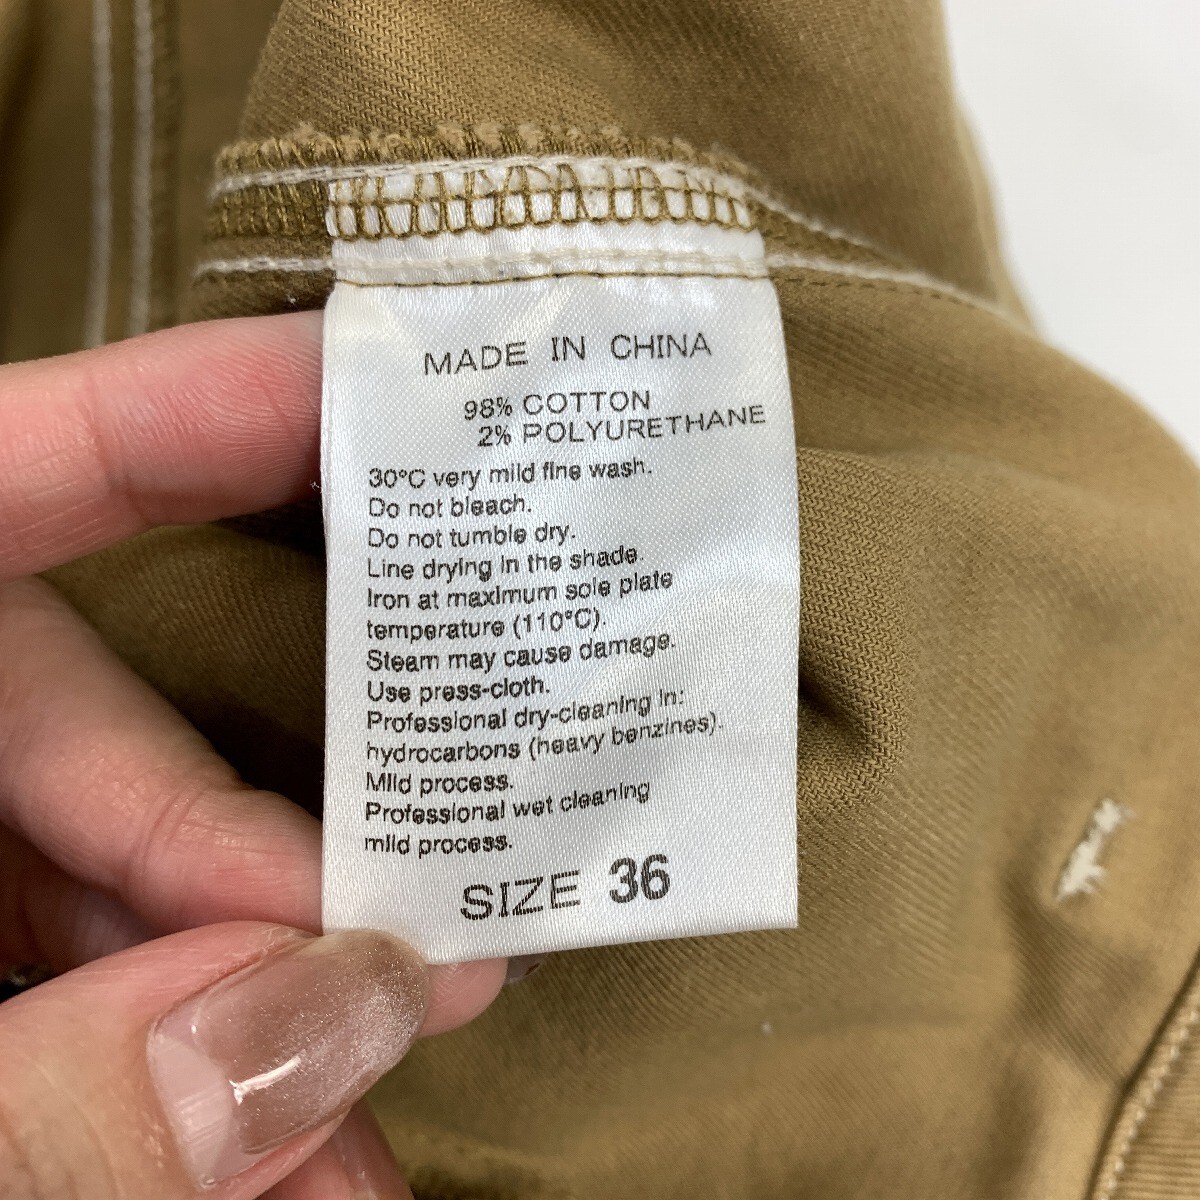 MADE IN CHINA
98% COTTON
2% POLYURETHANE
30°C very mild fine wash.
Do not bleach.
Do not tumble dry.
Line drying in the shade.
Iron at maximum sole plate
temperature (110°C).
Steam may cause damage.
Use press-cloth.
Professional dry-cleaning in:
hydrocarbons (heavy benzines).
Mild process.
Professional wet cleaning
mild process.
SIZE 36